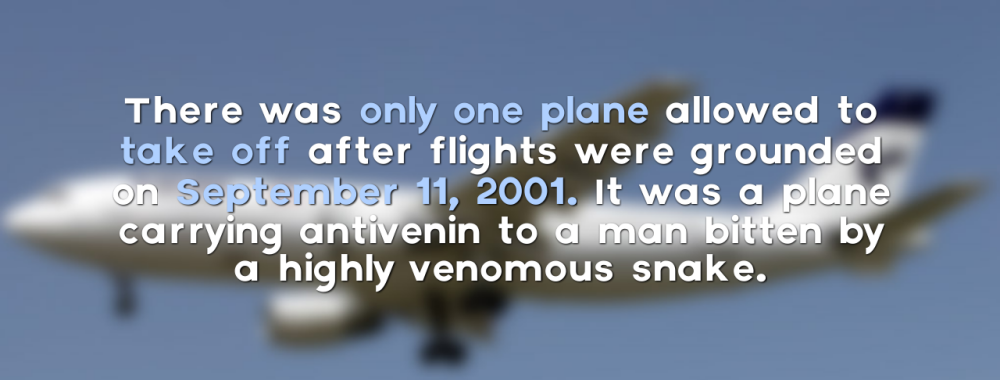 There was only one plane allowed to
take off after flights were grounded
on September 11, 2001. It was a plane
carrying antivenin to a man bitten by
a highly venomous snake.